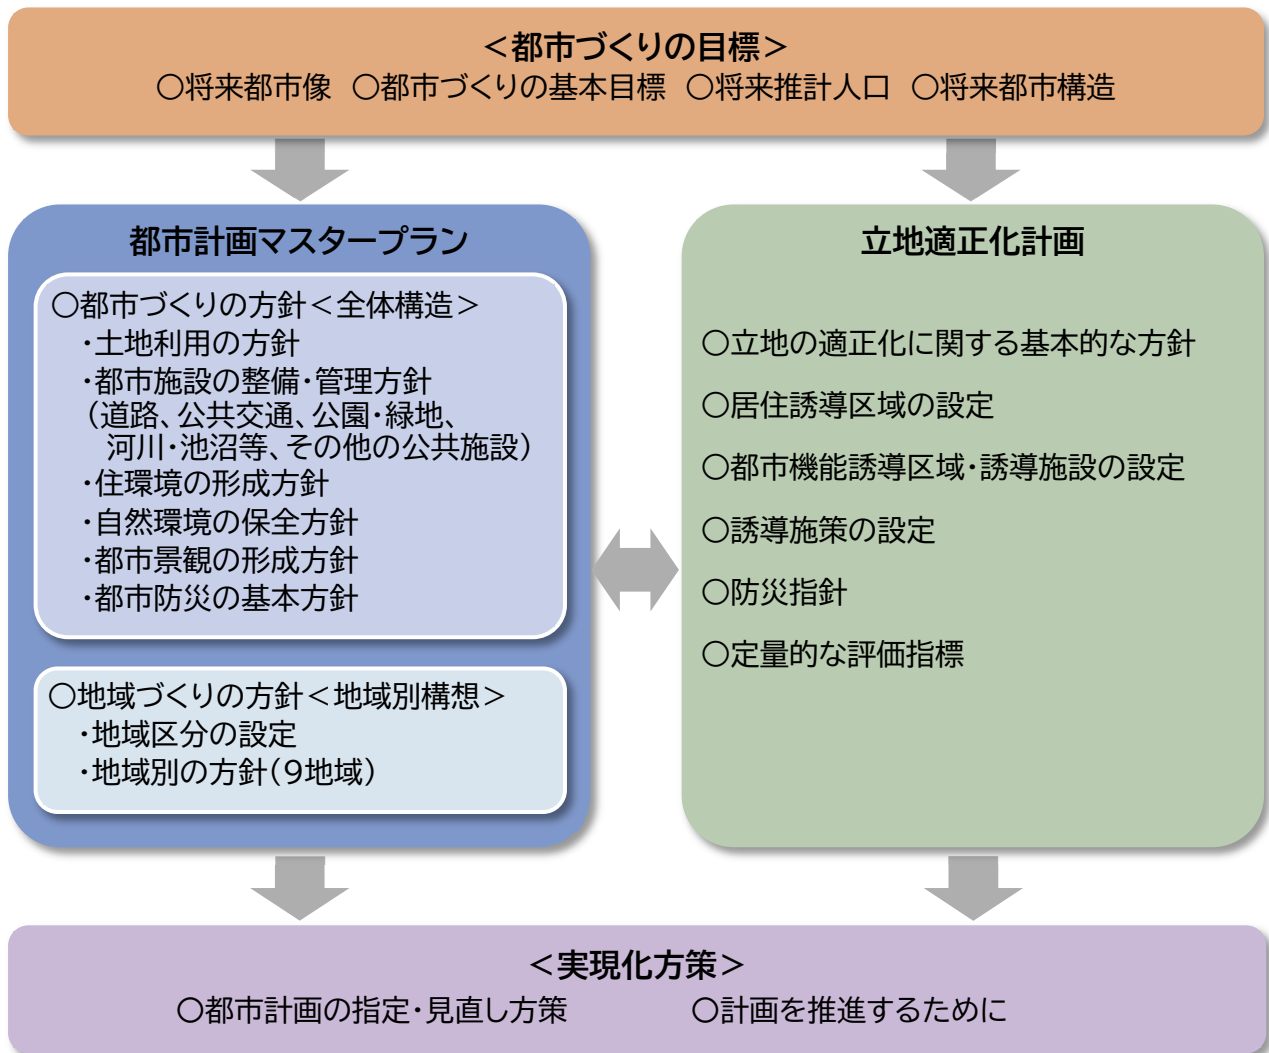 ＜都市づくりの目標＞
○将来都市像 ○都市づくりの基本目標 ○将来推計人口 ○将来都市構造
都市計画マスタープラン
○都市づくりの方針＜全体構造＞
・土地利用の方針
・都市施設の整備・管理方針
（道路、公共交通、公園・緑地、
河川・池沼等、その他の公共施設）
・住環境の形成方針
・自然環境の保全方針
・都市景観の形成方針
・都市防災の基本方針
○地域づくりの方針＜地域別構想＞
・地域区分の設定
・地域別の方針（９地域）
立地適正化計画
○立地の適正化に関する基本的な方針
○居住誘導区域の設定
○都市機能誘導区域・誘導施設の設定
○誘導施策の設定
○防災指針
○定量的な評価指標
＜実現化方策＞
○都市計画の指定・見直し方策 ○計画を推進するために